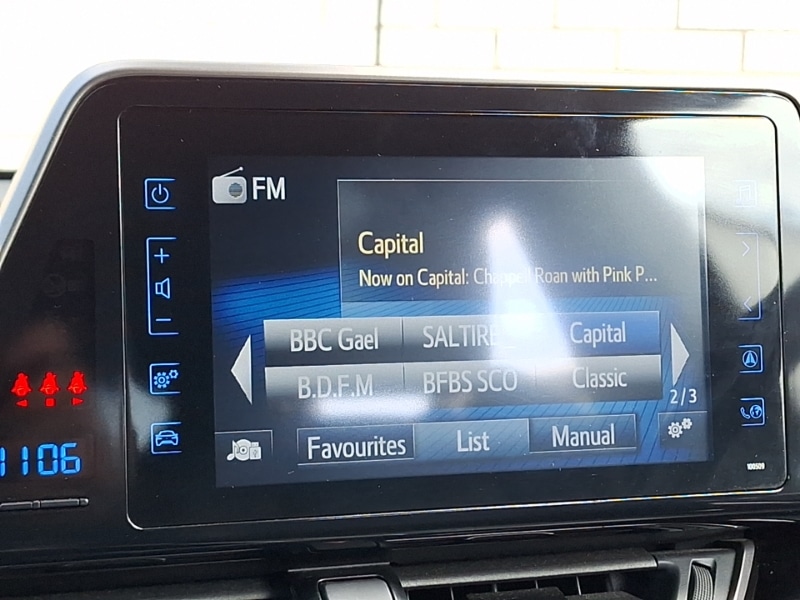 FM
Capital
Now on Capital: Chappell Roan with Pink P...
BBC Gael SALTIRE Capital
B.D.F.M BFBS SCO Classic
2/3
Favourites List Manual
1106
100509